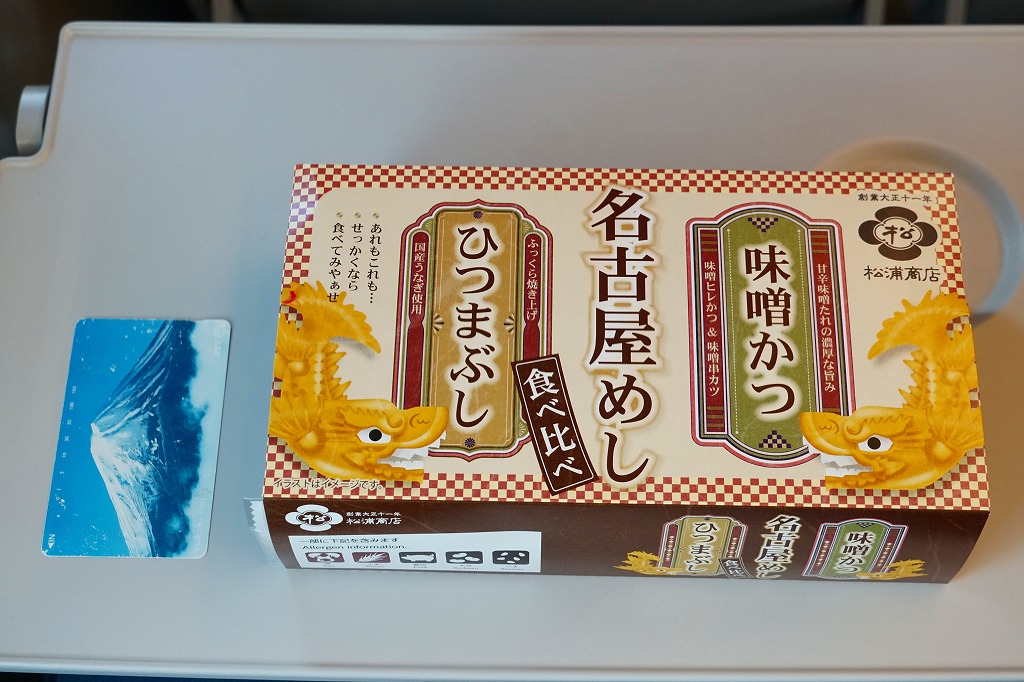 創業大正十一年
松
松浦商店
甘辛味噌たれの濃厚な旨み
味噌かつ
味噌ヒレかつ & 味噌串カツ
名古屋めし
食べ比べ
ふっくら焼き上げ
ひつまぶし
国産うなぎ使用
あれもこれも…
せっかくなら
食べてみやぁせ
イラストはイメージです。
松
創業大正十一年
松浦商店
一部に下記を含みます
Allergen information.
ひつまぶし
名古屋めし
食べ比べ
味噌かつ
IN